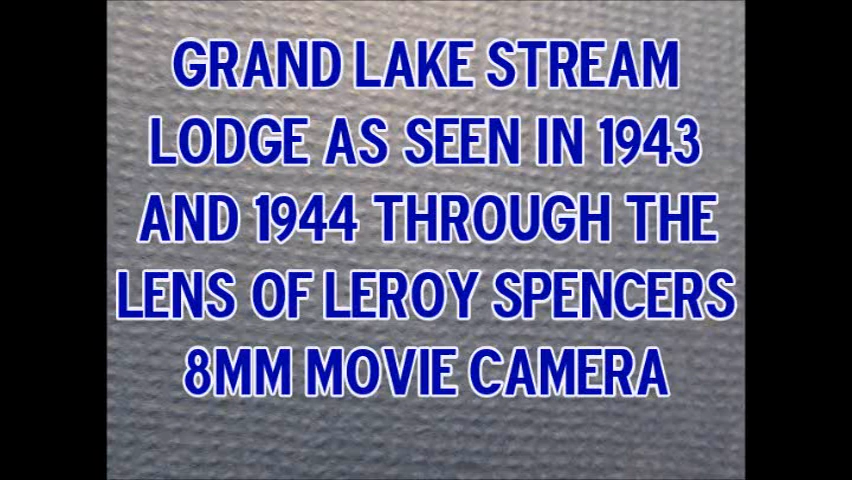 GRAND LAKE STREAM
LODGE AS SEEN IN 1943
AND 1944 THROUGH THE
LENS OF LEROY SPENCERS
8MM MOVIE CAMERA